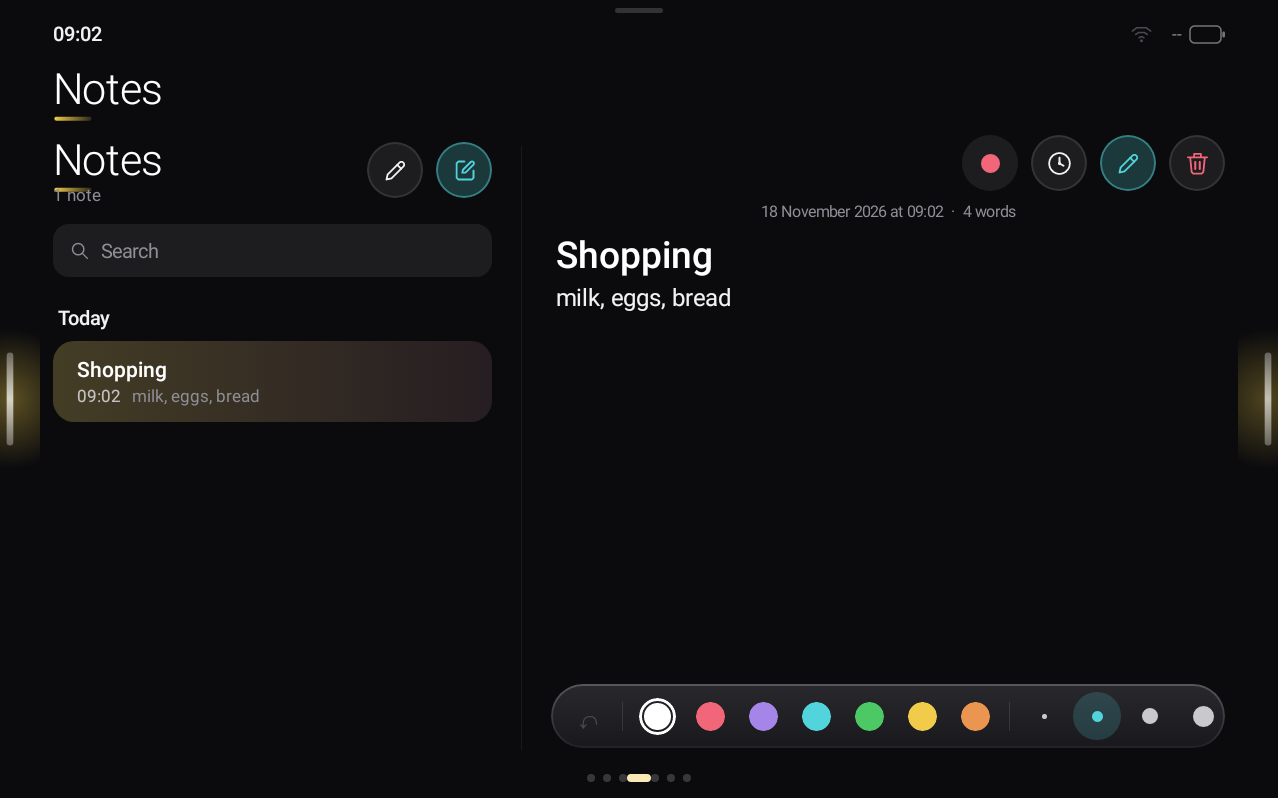 09:02
--
Notes
Notes
1 note
Search
Today
Shopping
09:02 milk, eggs, bread
18 November 2026 at 09:02 · 4 words
Shopping
milk, eggs, bread